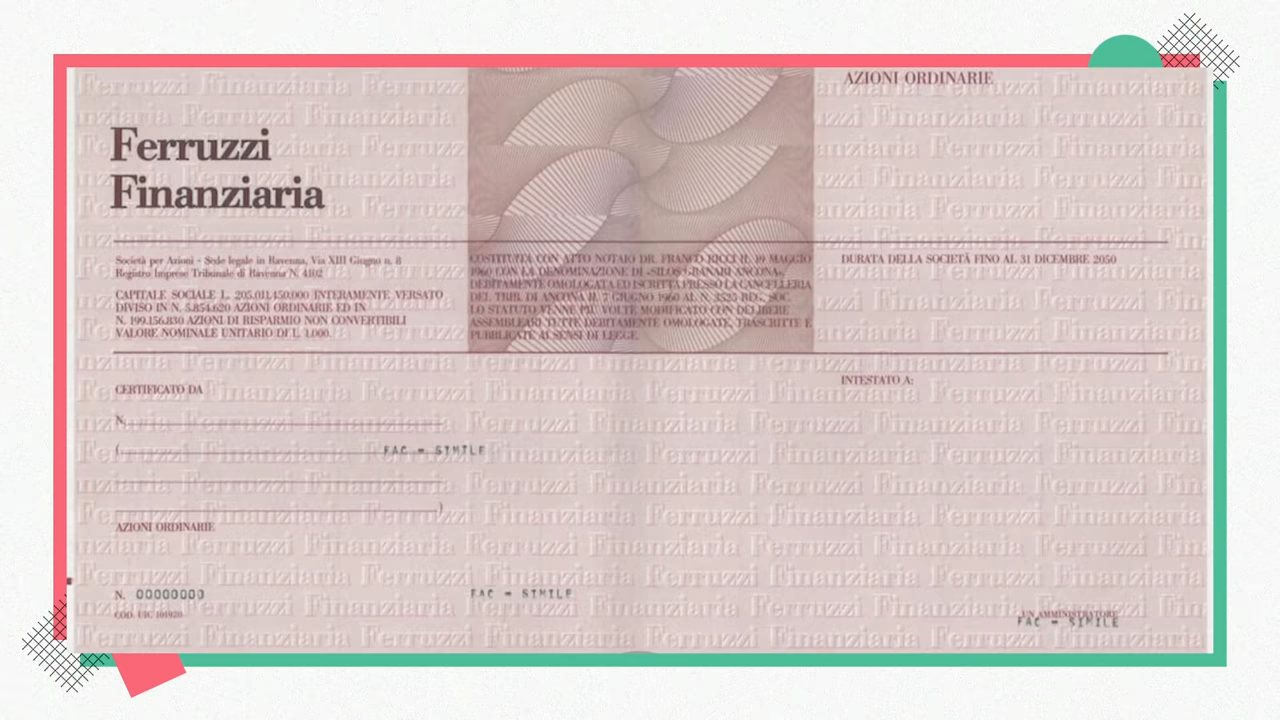 AZIONI ORDINARIE
Ferruzzi
Finanziaria
Società per Azioni - Sede legale in Ravenna, Via XIII Giugno n. 8
Registro Imprese Tribunale di Ravenna N. 4102
CAPITALE SOCIALE L. 205.011.450.000 INTERAMENTE VERSATO
DIVISO IN N. 5.854.620 AZIONI ORDINARIE ED IN
N. 199.156.830 AZIONI DI RISPARMIO NON CONVERTIBILI
VALORE NOMINALE UNITARIO DI L. 1.000.
COSTITUITA CON ATTO NOTAIO DR. FRANCO RICCI IL 19 MAGGIO
1960 CON LA DENOMINAZIONE DI «SILOS GRANARI ANCONA»
DEBITAMENTE OMOLOGATA ED ISCRITTA PRESSO LA CANCELLERIA
DEL TRIB. DI ANCONA IL 7 GIUGNO 1960 AL N. 3525 REG. SOC.
LO STATUTO VENNE PIÙ VOLTE MODIFICATO CON DELIBERE
ASSEMBLEARI TUTTE DEBITAMENTE OMOLOGATE, TRASCRITTE E
PUBBLICATE AI SENSI DI LEGGE.
DURATA DELLA SOCIETÀ FINO AL 31 DICEMBRE 2050
CERTIFICATO DA
INTESTATO A:
N.
( FAC = SIMILE
)
AZIONI ORDINARIE
N. 00000000
FAC = SIMILE
COD. UIC
UN AMMINISTRATORE
FAC = SIMILE